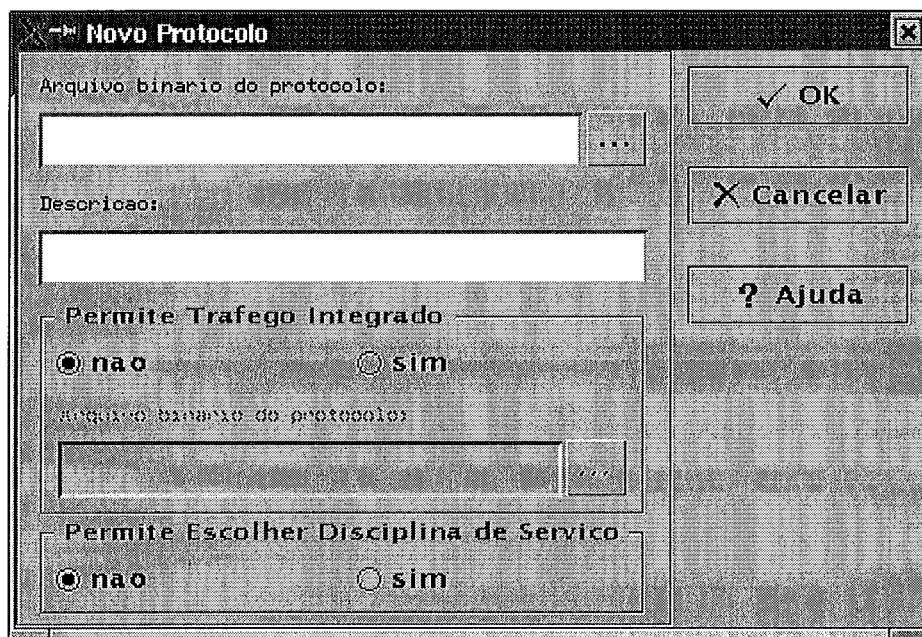 Novo Protocolo
Arquivo binario do protocolo:
...
Descricao:
Permite Trafego Integrado
nao sim
Arquivo binario do protocolo:
...
Permite Escolher Disciplina de Servico
nao sim
OK
Cancelar
? Ajuda